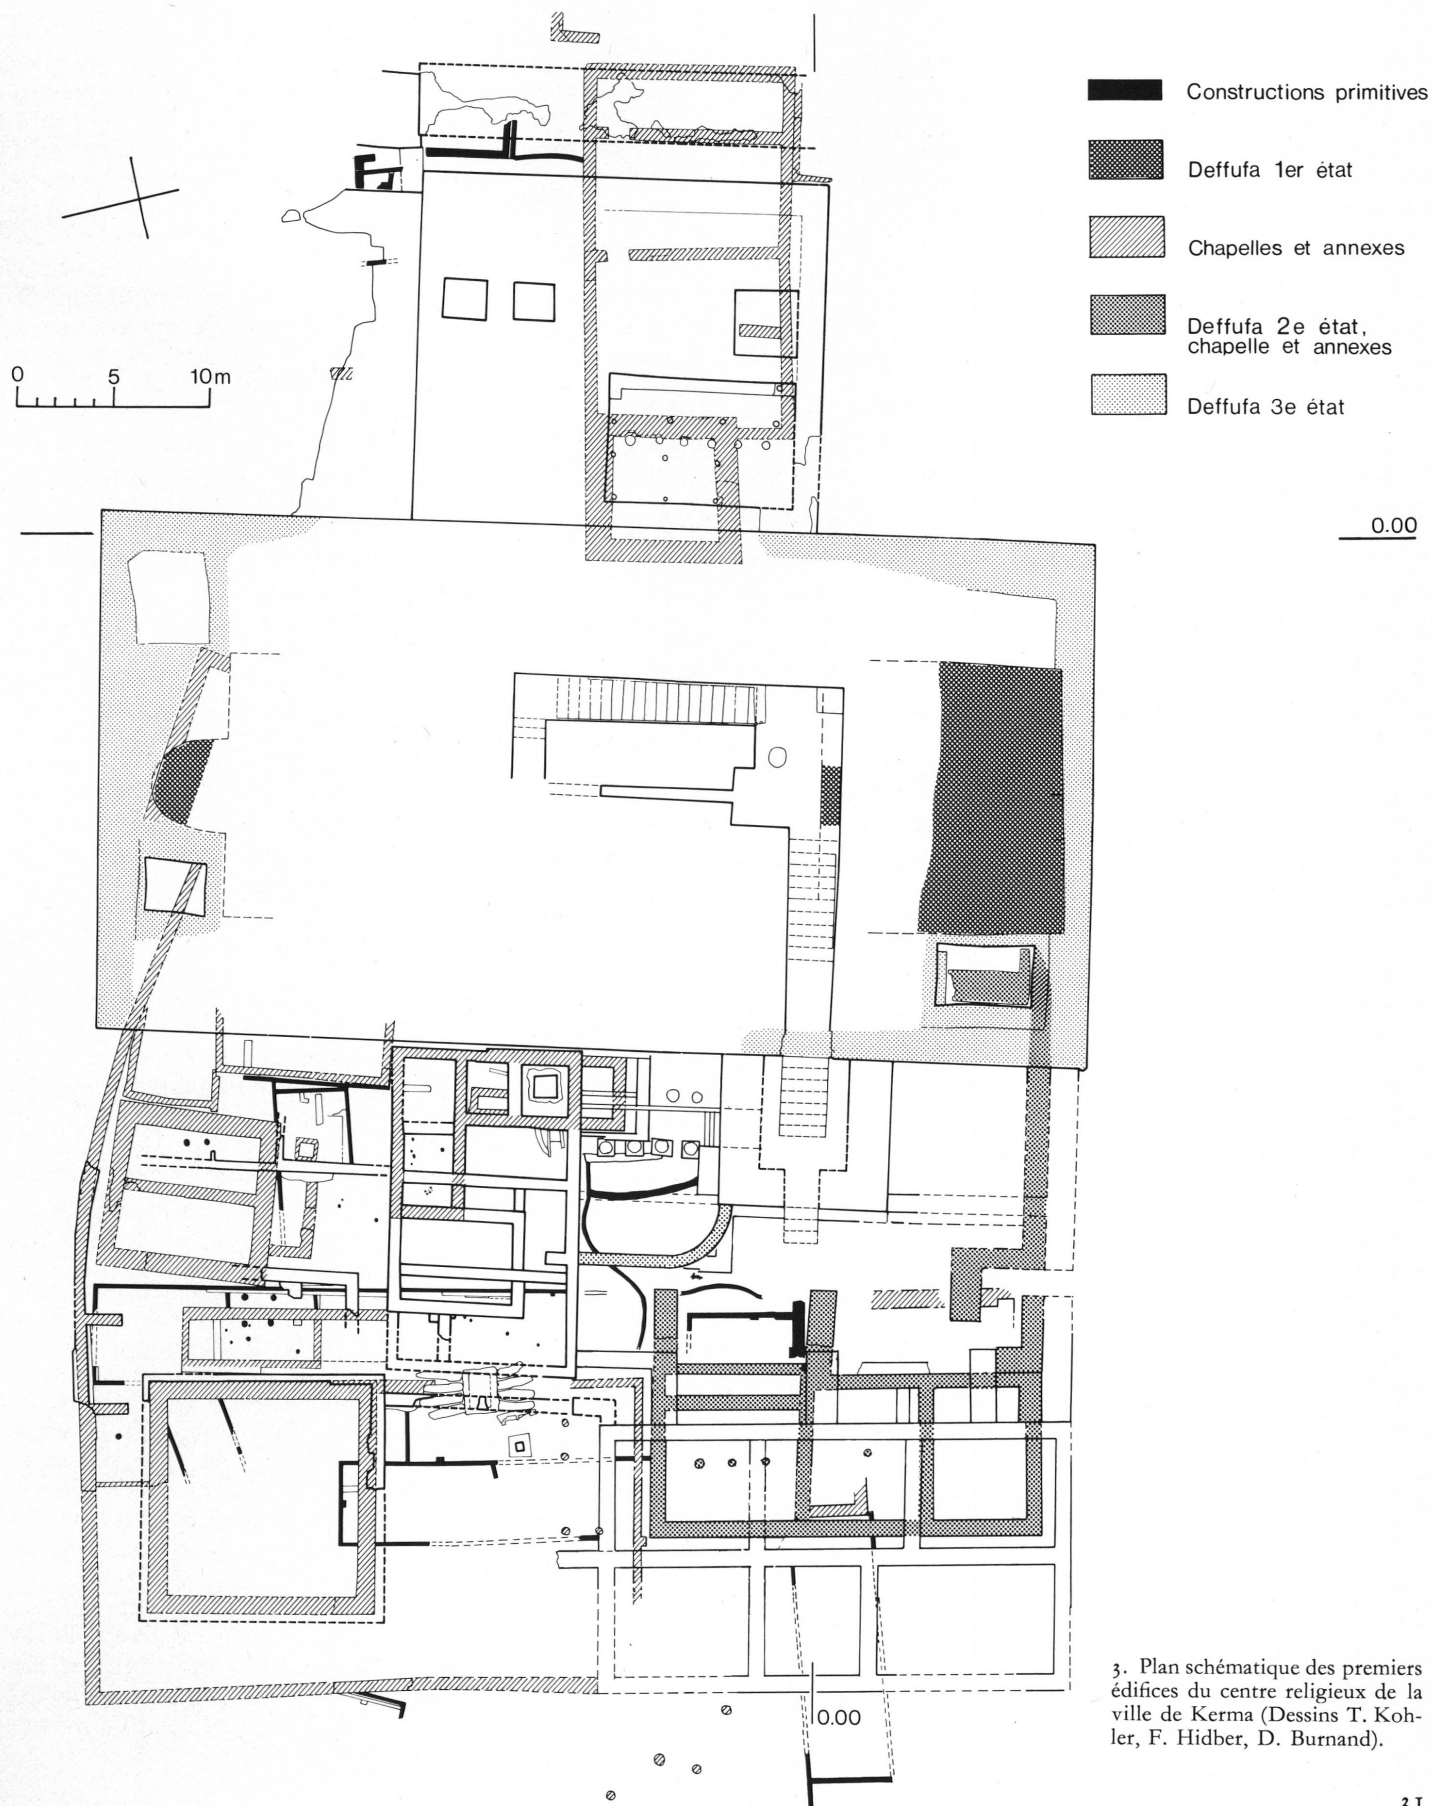 Constructions primitives
Deffufa 1er état
Chapelles et annexes
Deffufa 2e état,
chapelle et annexes
Deffufa 3e état
0 5 10m
0.00
0.00
3. Plan schématique des premiers
édifices du centre religieux de la
ville de Kerma (Dessins T. Koh-
ler, F. Hidber, D. Burnand).